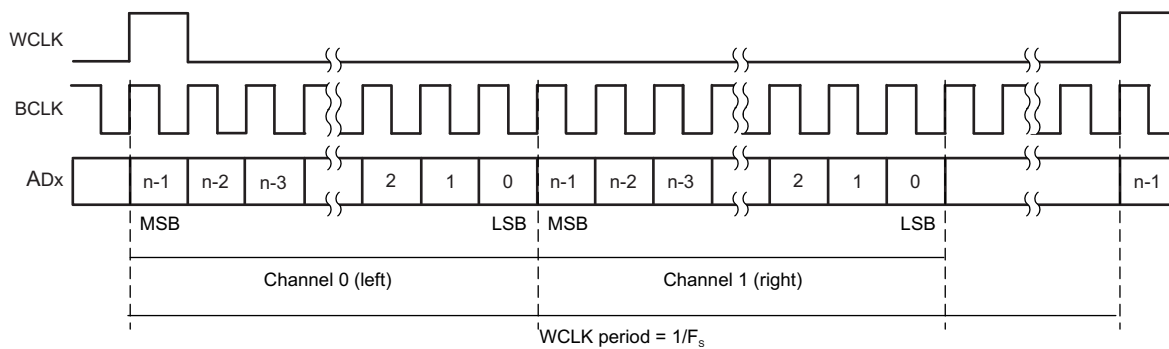 WCLK
BCLK
ADx n-1 n-2 n-3 2 1 0 n-1 n-2 n-3 2 1 0 n-1
MSB LSB MSB LSB
Channel 0 (left) Channel 1 (right)
WCLK period = 1/Fs